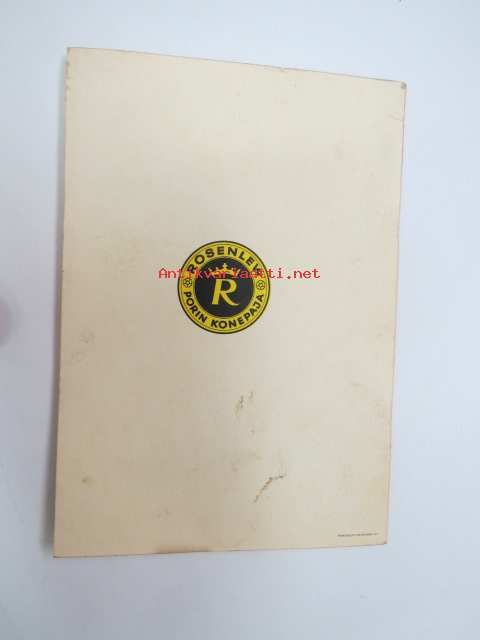 ROSENLEW
Antikvariaatti.net
R
PORIN KONEPAJA